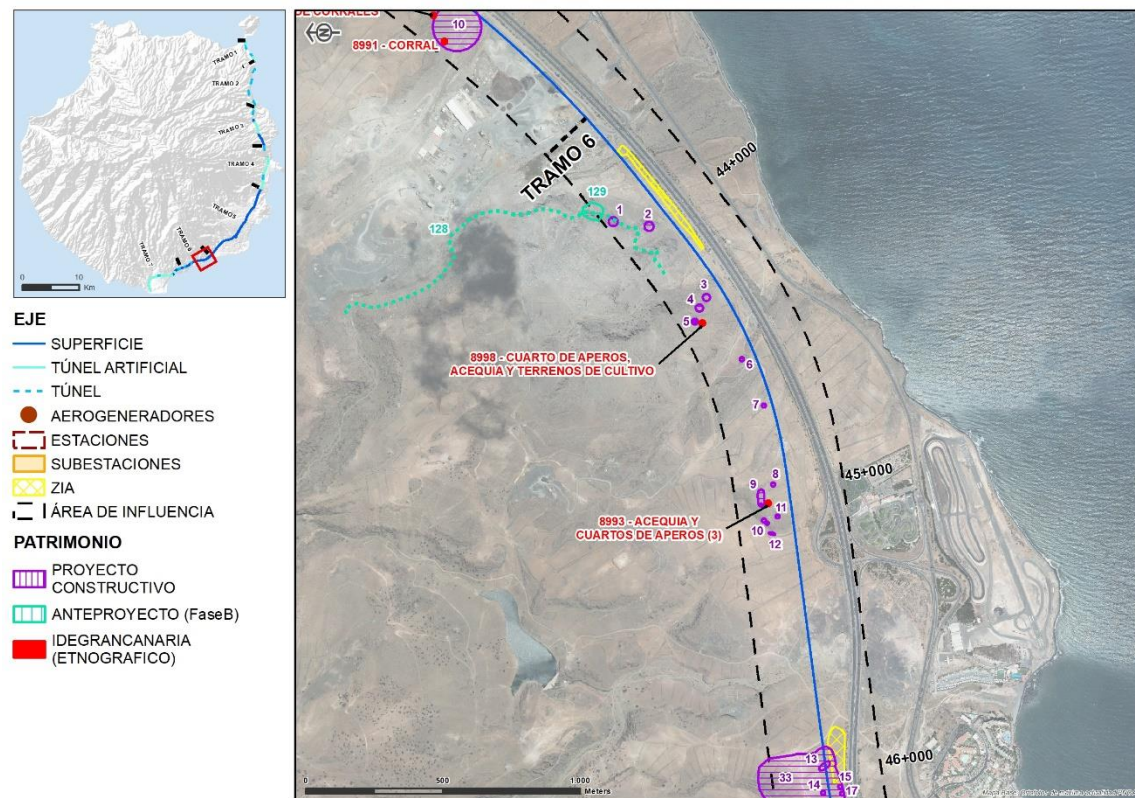 TRAMO 1
TRAMO 2
TRAMO 3
TRAMO 4
TRAMO 5
TRAMO 6
TRAMO 7
0
10
Km
EJE
SUPERFICIE
TÚNEL ARTIFICIAL
TÚNEL
AEROGENERADORES
ESTACIONES
SUBESTACIONES
ZIA
ÁREA DE INFLUENCIA
PATRIMONIO
PROYECTO
CONSTRUCTIVO
ANTEPROYECTO (FaseB)
IDEGRANCANARIA
(ETNOGRAFICO)
DE CORRALES
10
8991 - CORRAL
N
TRAMO 6
44+000
129
1
2
128
3
4
5
8998 - CUARTO DE APEROS,
ACEQUIA Y TERRENOS DE CULTIVO
6
7
45+000
8
9
11
8993 - ACEQUIA Y
CUARTOS DE APEROS (3)
10
12
46+000
13
33
15
14
17
0
500
1.000
Meters